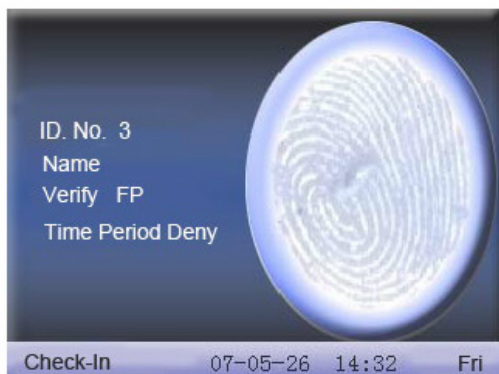 ID. No. 3
Name
Verify FP
Time Period Deny
Check-In 07-05-26 14:32 Fri